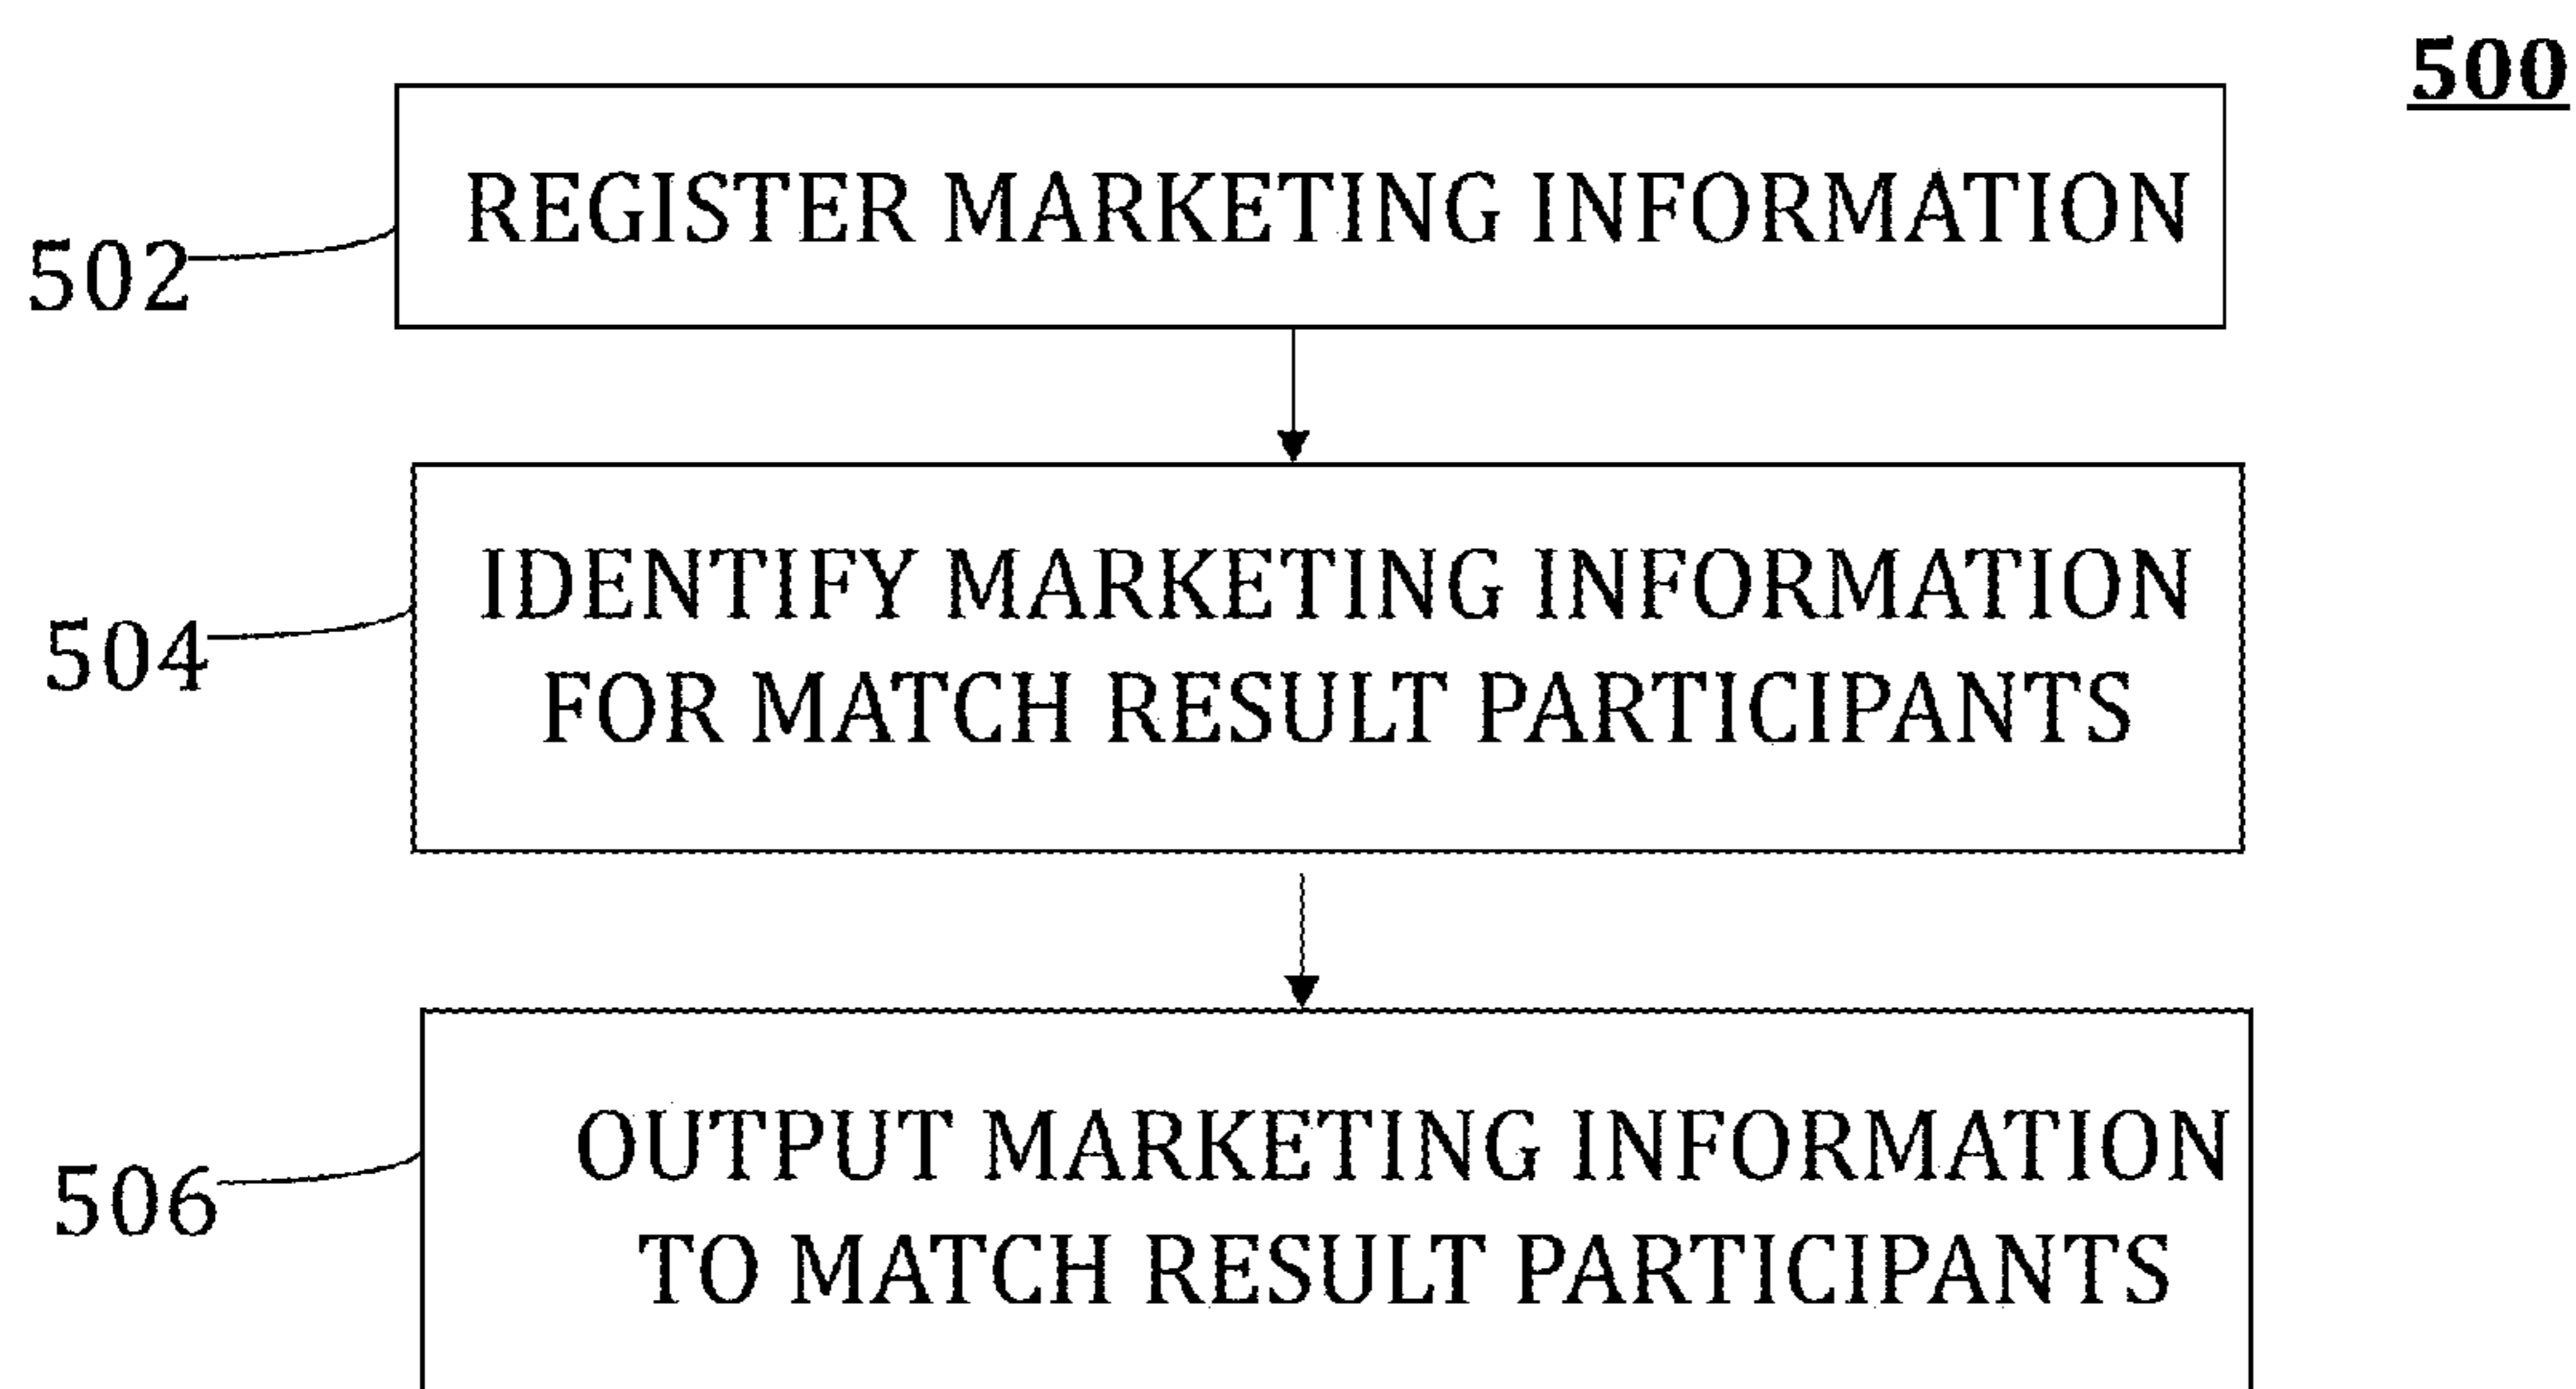 500
REGISTER MARKETING INFORMATION
502
IDENTIFY MARKETING INFORMATION
FOR MATCH RESULT PARTICIPANTS
504
OUTPUT MARKETING INFORMATION
TO MATCH RESULT PARTICIPANTS
506